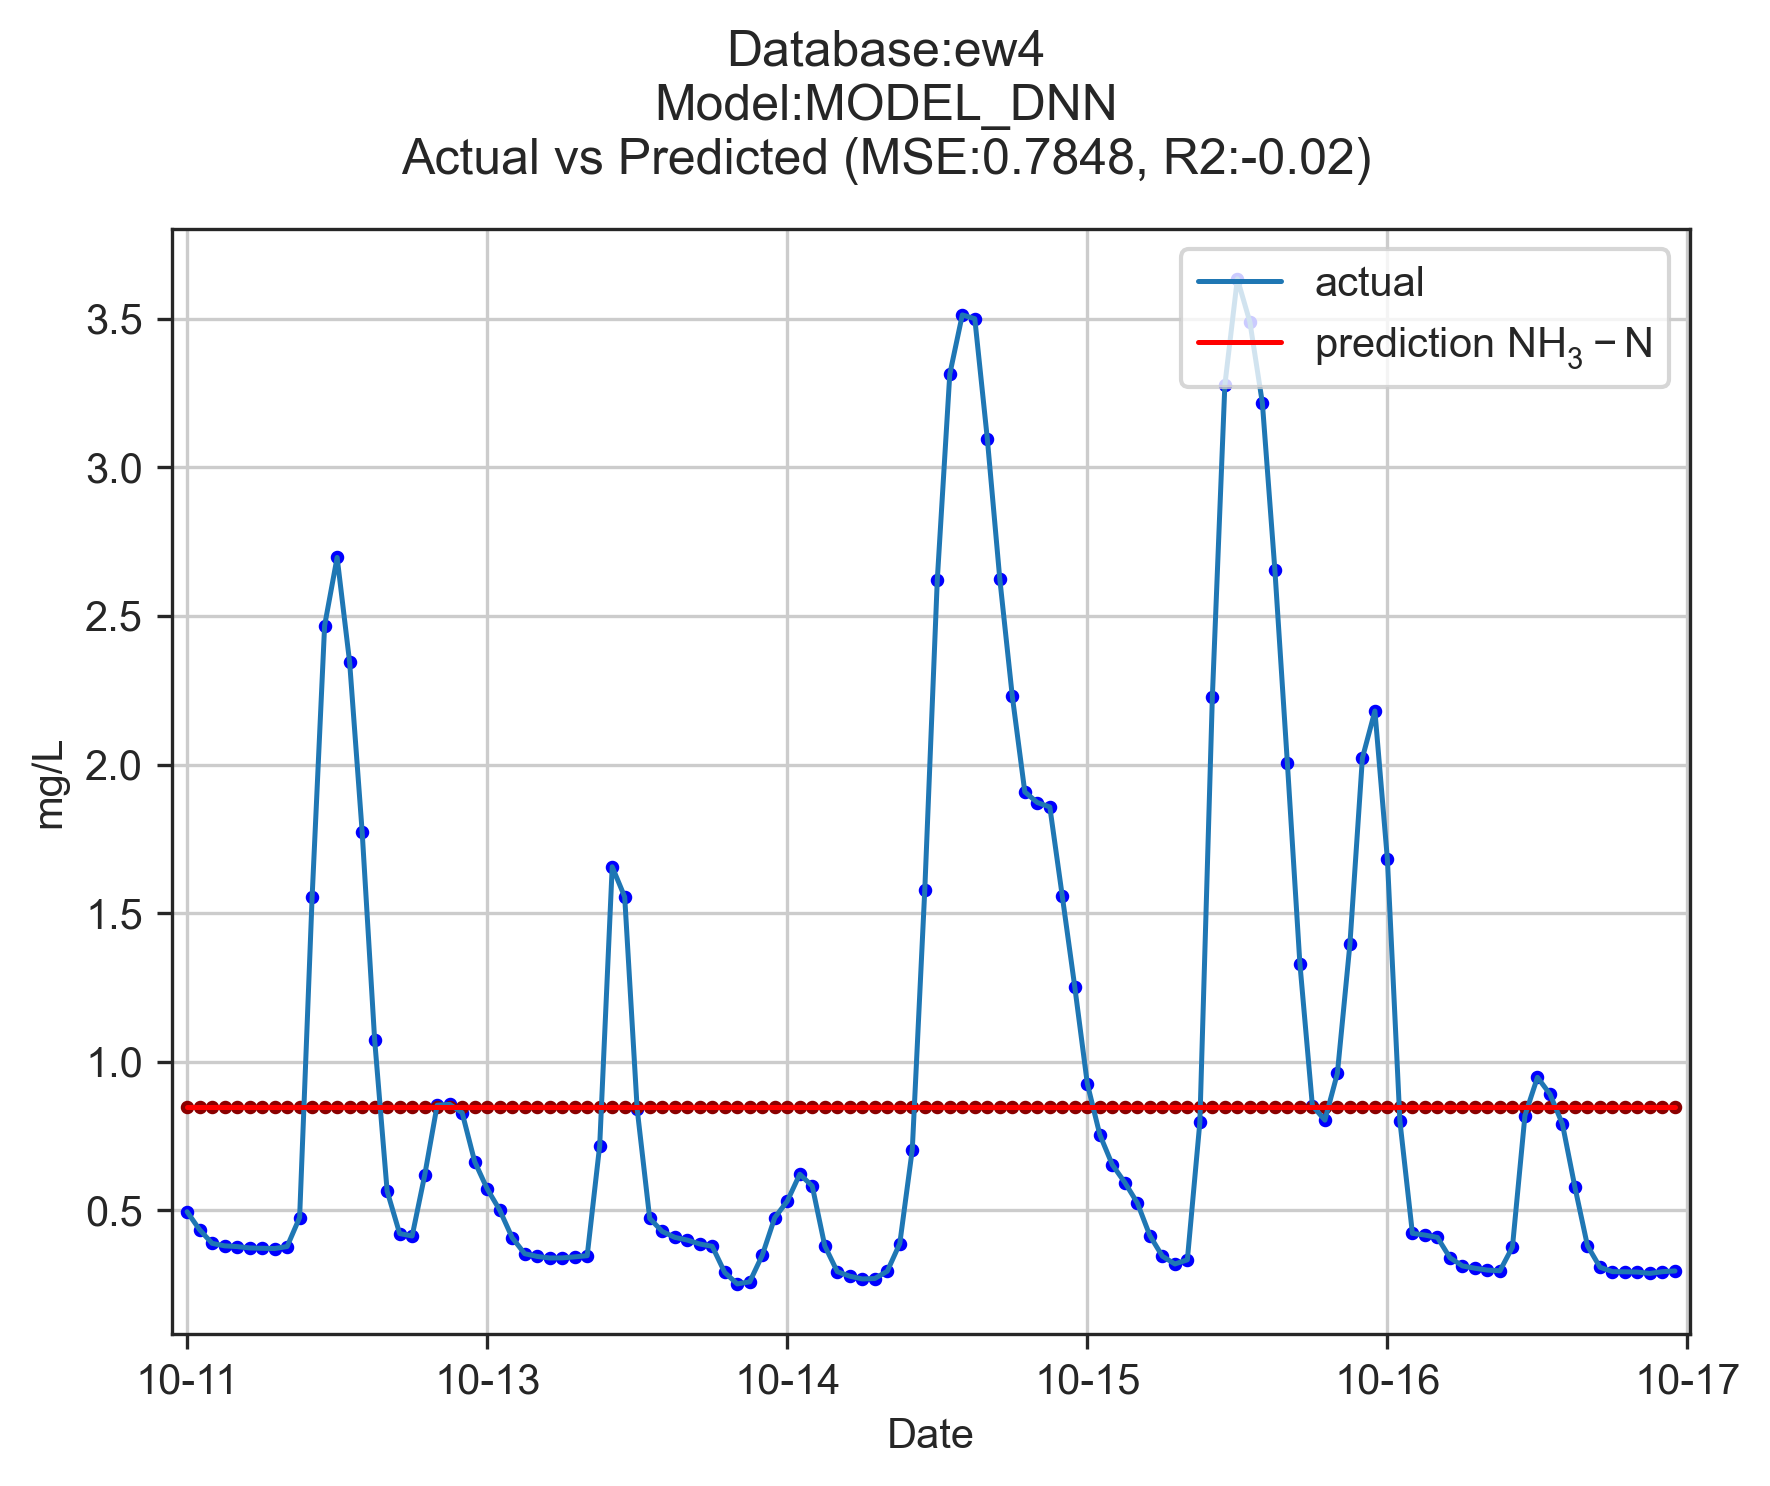 Database:ew4
Model:MODEL_DNN
Actual vs Predicted (MSE:0.7848, R2:-0.02)
actual
prediction NH₃ − N
3.5
3.0
2.5
2.0
1.5
1.0
0.5
mg/L
10-11 10-13 10-14 10-15 10-16 10-17
Date